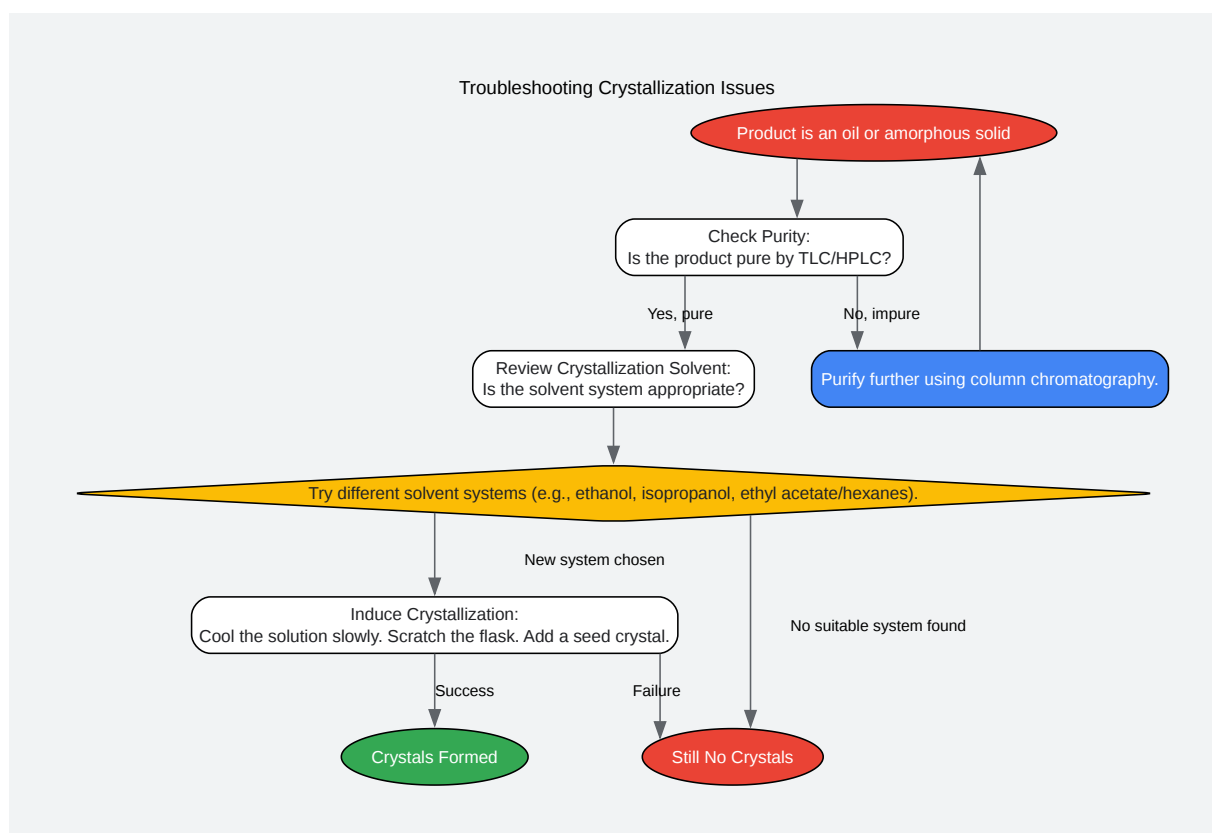 Troubleshooting Crystallization Issues
Product is an oil or amorphous solid
Check Purity:
Is the product pure by TLC/HPLC?
Yes, pure
No, impure
Review Crystallization Solvent:
Is the solvent system appropriate?
Purify further using column chromatography.
Try different solvent systems (e.g., ethanol, isopropanol, ethyl acetate/hexanes).
New system chosen
Induce Crystallization:
Cool the solution slowly. Scratch the flask. Add a seed crystal.
No suitable system found
Success
Failure
Crystals Formed
Still No Crystals